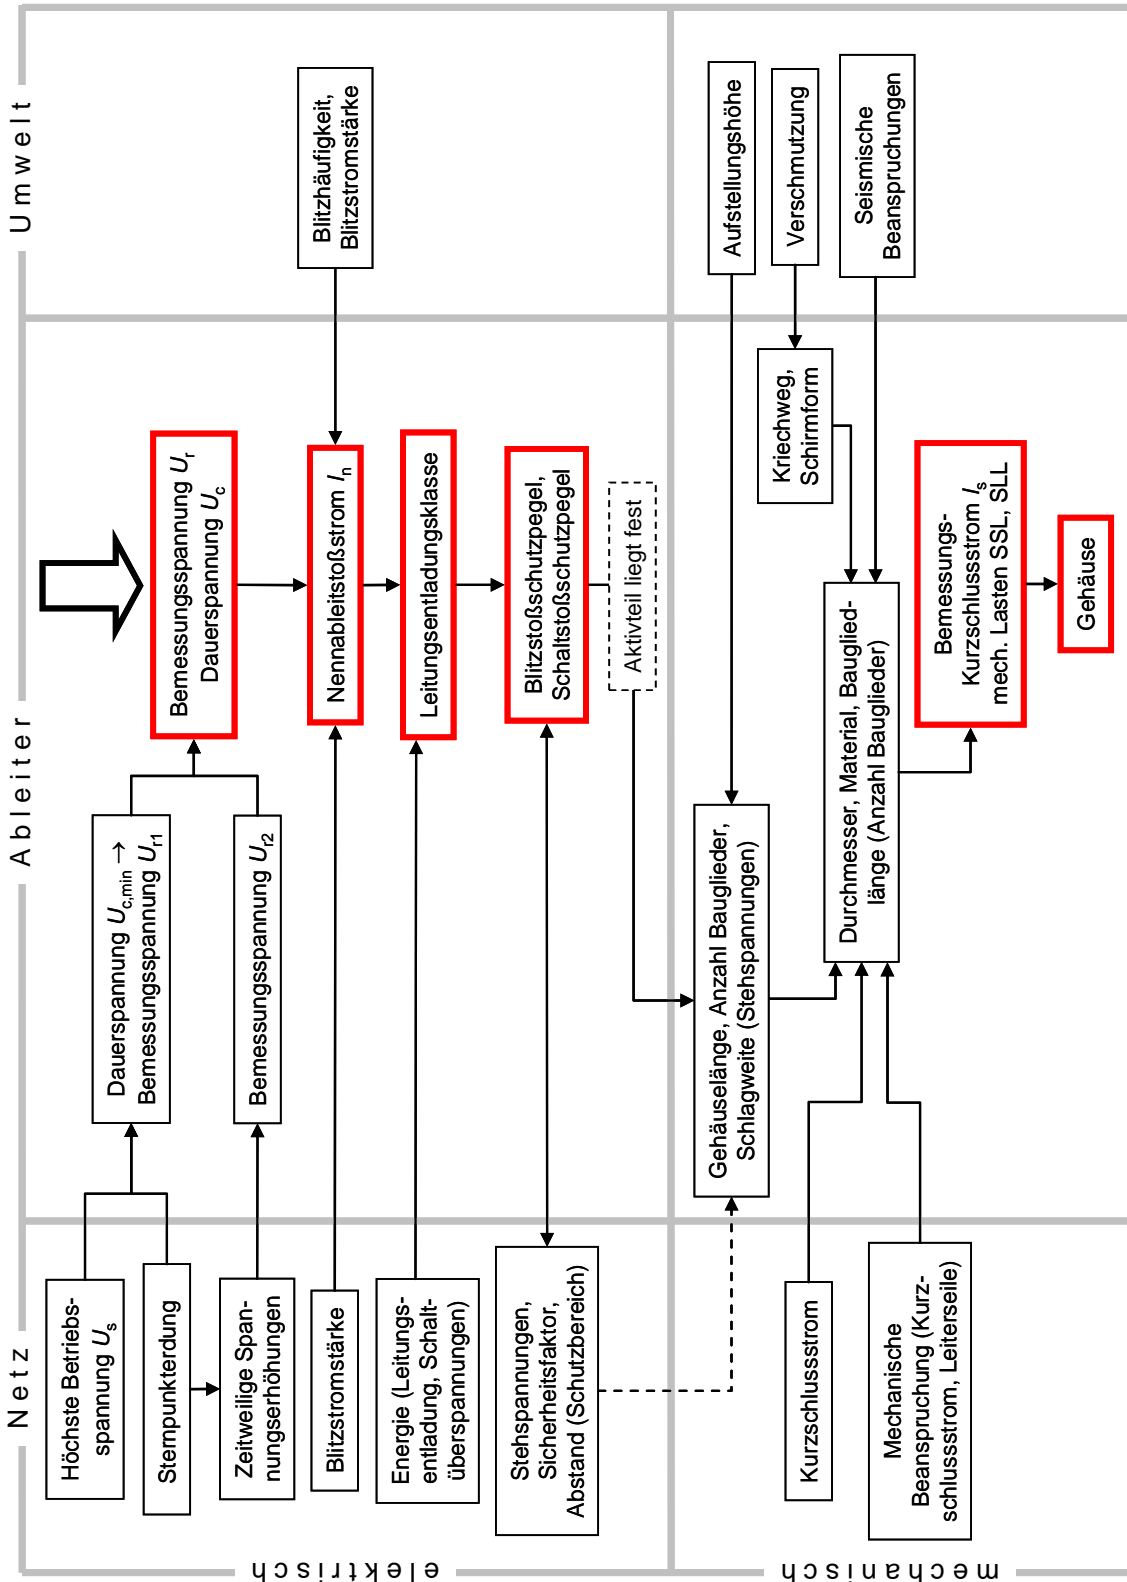 Netz
Ableiter
Umwelt
elektrisch
Höchste Betriebs-
spannung Us
Sternpunkterdung
Zeitweilige Span-
nungserhöhungen
Blitzstromstärke
Energie (Leitungs-
entladung, Schalt-
überspannungen)
Stehspannungen,
Sicherheitsfaktor,
Abstand (Schutzbereich)
Dauerspannung Uc,min →
Bemessungsspannung Ur1
Bemessungsspannung Ur2
Bemessungsspannung Ur
Dauerspannung Uc
Nennableitstoßstrom In
Leitungsentladungsklasse
Blitzstoßschutzpegel,
Schaltstoßschutzpegel
Aktivteil liegt fest
Blitzhäufigkeit,
Blitzstromstärke
mechanisch
Kurzschlussstrom
Mechanische
Beanspruchung (Kurz-
schlussstrom, Leiterseile)
Gehäuselänge, Anzahl Bauglieder,
Schlagweite (Stehspannungen)
Durchmesser, Material, Bauglied-
länge (Anzahl Bauglieder)
Kriechweg,
Schirmform
Bemessungs-
Kurzschlussstrom Is
mech. Lasten SSL, SLL
Gehäuse
Aufstellungshöhe
Verschmutzung
Seismische
Beanspruchungen